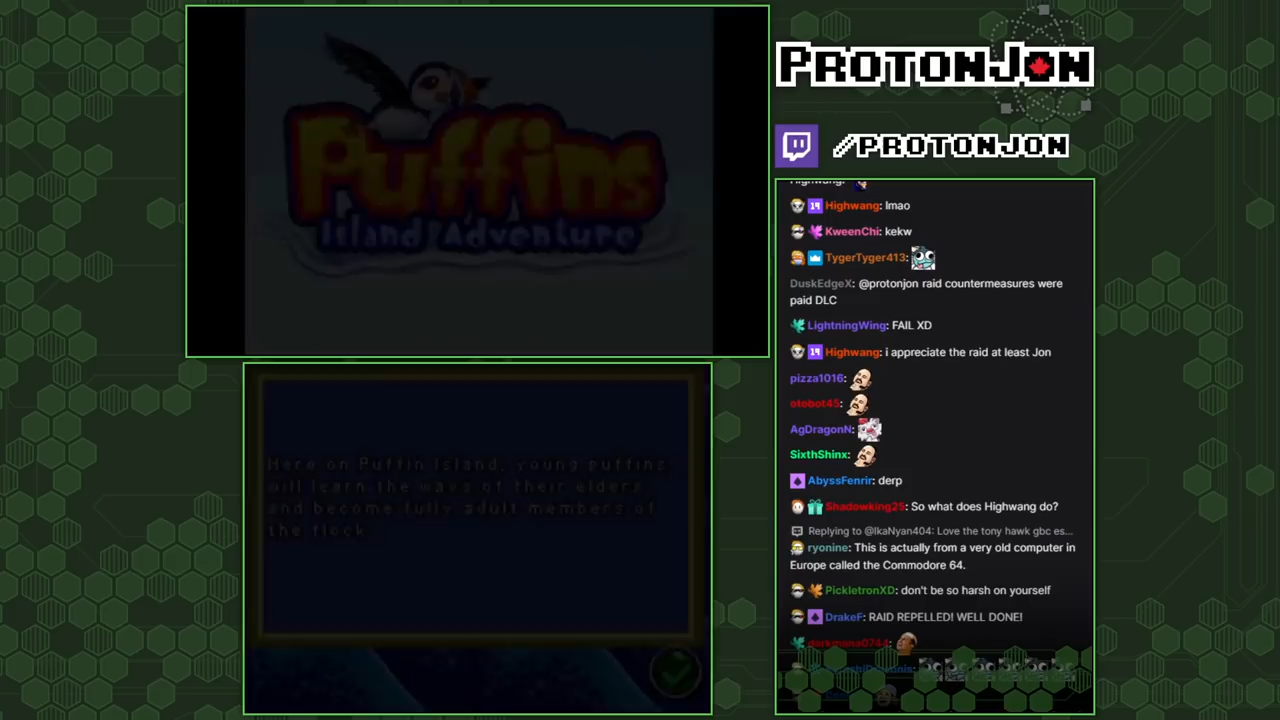 Puffins
Island Adventure
Here on Puffin Island, young puffins
will learn the ways of their elders
and become fully adult members of
the flock
PROTONJON
/PROTONJON
Highwang:
19 Highwang: lmao
KweenChi: kekw
TygerTyger413:
DuskEdgeX: @protonjon raid countermeasures were
paid DLC
LightningWing: FAIL XD
19 Highwang: i appreciate the raid at least Jon
pizza1016:
otobot45:
AgDragonN:
SixthShinx:
AbyssFenrir: derp
Shadowking25: So what does Highwang do?
Replying to @IkaNyan404: Love the tony hawk gbc es...
ryonine: This is actually from a very old computer in
Europe called the Commodore 64.
PickletronXD: don't be so harsh on yourself
DrakeF: RAID REPELLED! WELL DONE!